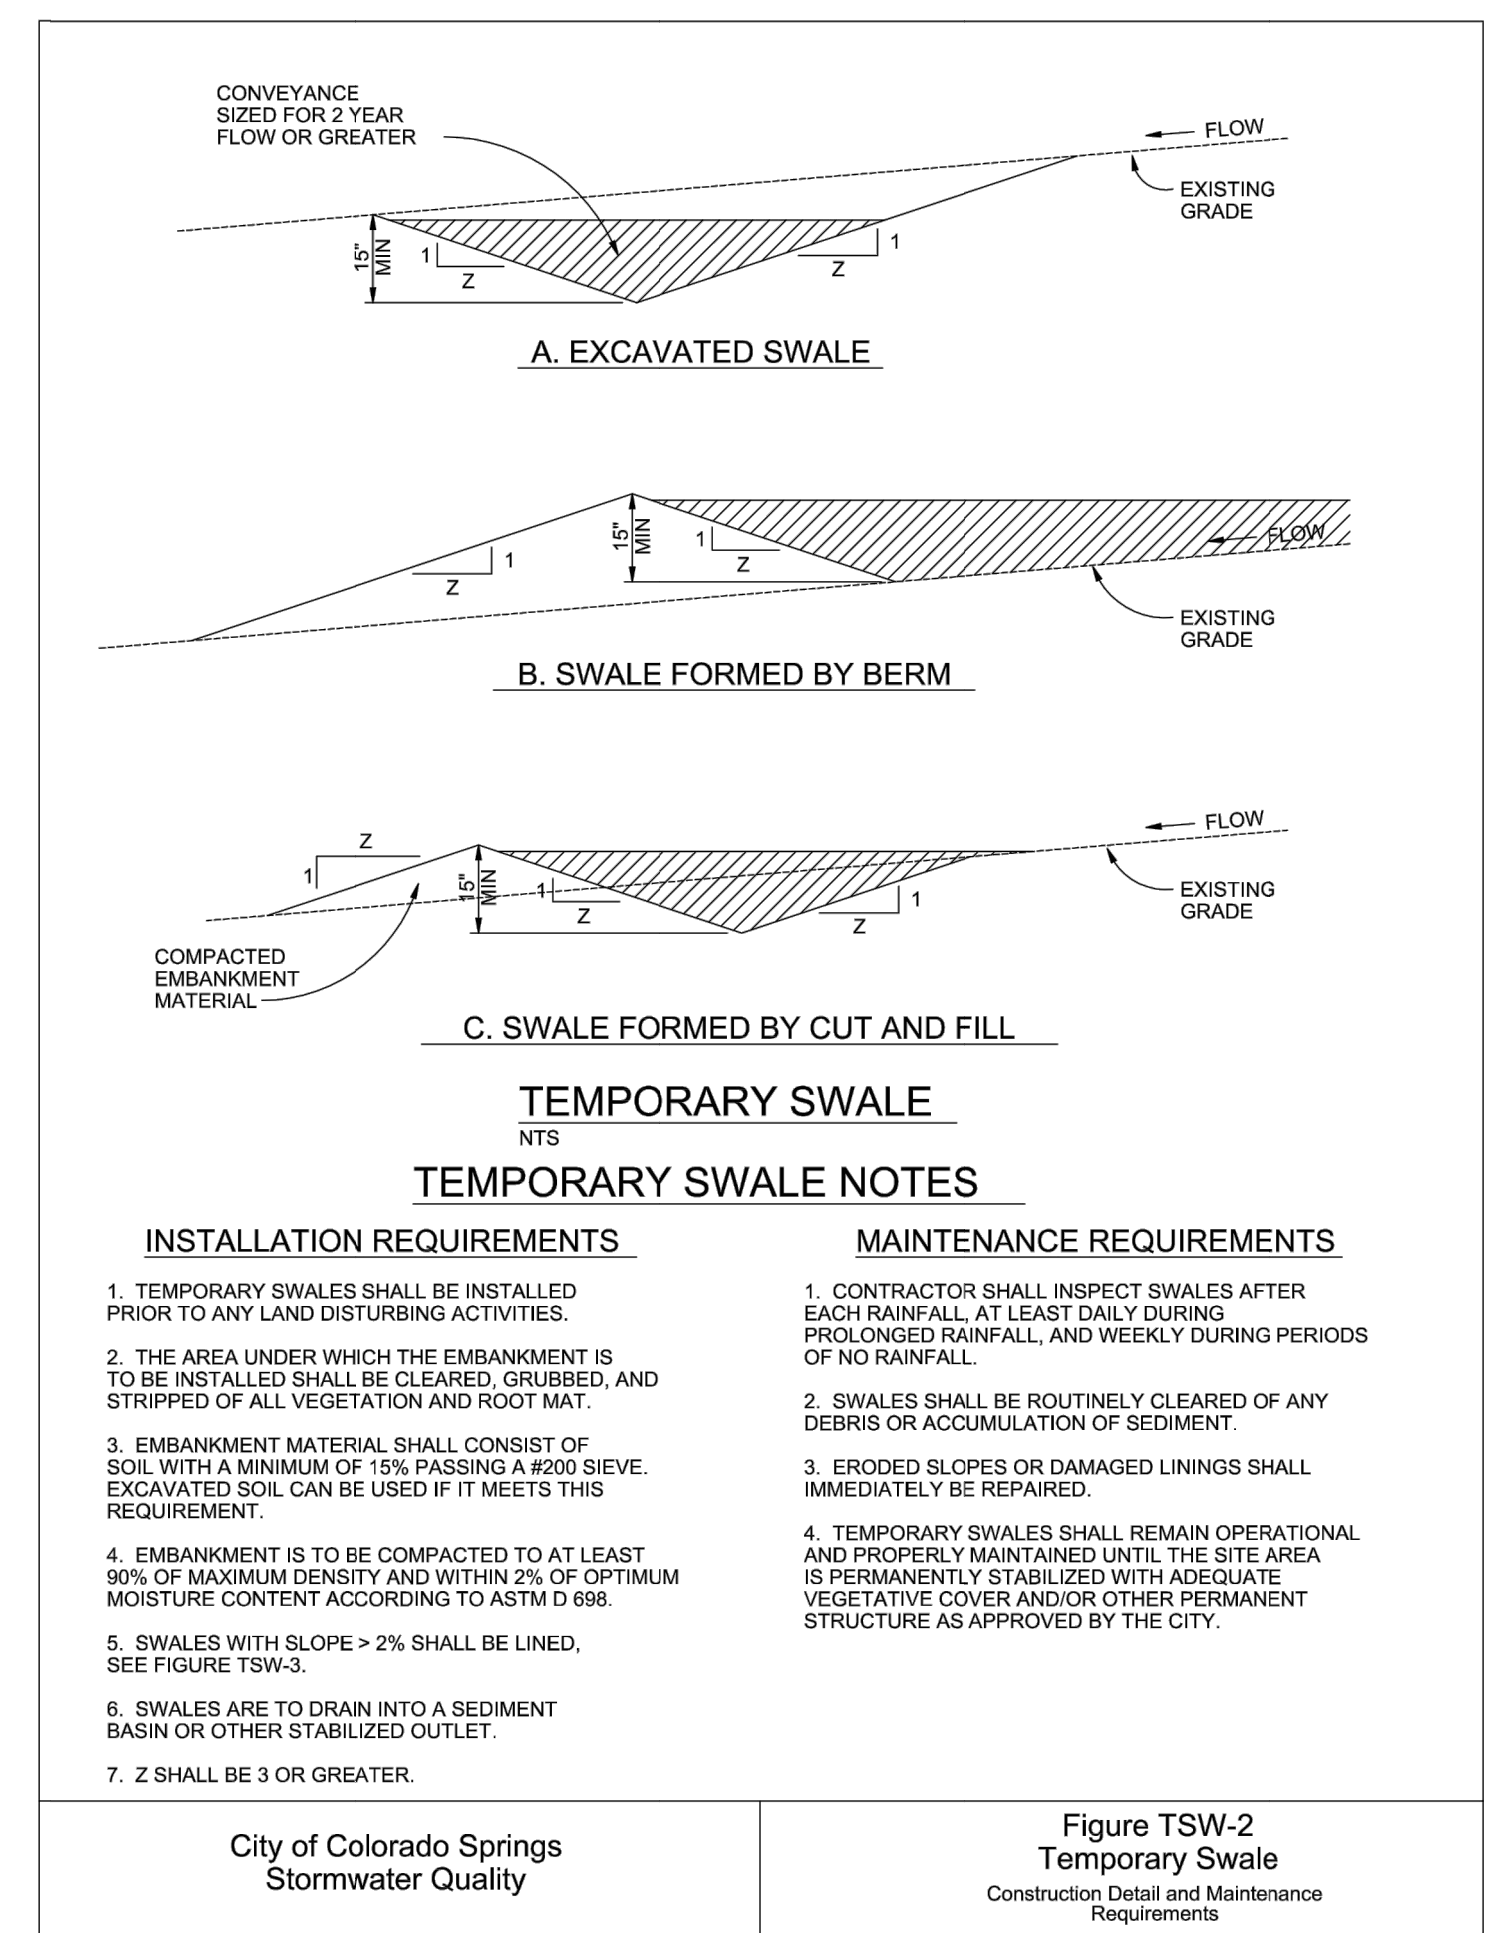 CONVEYANCE
SIZED FOR 2 YEAR
FLOW OR GREATER
FLOW
EXISTING
GRADE
15"
MIN
1
Z
1
Z
A. EXCAVATED SWALE
15"
MIN
1
Z
1
Z
FLOW
EXISTING
GRADE
B. SWALE FORMED BY BERM
Z
1
15"
MIN
1
Z
1
Z
FLOW
EXISTING
GRADE
COMPACTED
EMBANKMENT
MATERIAL
C. SWALE FORMED BY CUT AND FILL
TEMPORARY SWALE
NTS
TEMPORARY SWALE NOTES
INSTALLATION REQUIREMENTS
1. TEMPORARY SWALES SHALL BE INSTALLED
PRIOR TO ANY LAND DISTURBING ACTIVITIES.
2. THE AREA UNDER WHICH THE EMBANKMENT IS
TO BE INSTALLED SHALL BE CLEARED, GRUBBED, AND
STRIPPED OF ALL VEGETATION AND ROOT MAT.
3. EMBANKMENT MATERIAL SHALL CONSIST OF
SOIL WITH A MINIMUM OF 15% PASSING A #200 SIEVE.
EXCAVATED SOIL CAN BE USED IF IT MEETS THIS
REQUIREMENT.
4. EMBANKMENT IS TO BE COMPACTED TO AT LEAST
90% OF MAXIMUM DENSITY AND WITHIN 2% OF OPTIMUM
MOISTURE CONTENT ACCORDING TO ASTM D 698.
5. SWALES WITH SLOPE > 2% SHALL BE LINED,
SEE FIGURE TSW-3.
6. SWALES ARE TO DRAIN INTO A SEDIMENT
BASIN OR OTHER STABILIZED OUTLET.
7. Z SHALL BE 3 OR GREATER.
MAINTENANCE REQUIREMENTS
1. CONTRACTOR SHALL INSPECT SWALES AFTER
EACH RAINFALL, AT LEAST DAILY DURING
PROLONGED RAINFALL, AND WEEKLY DURING PERIODS
OF NO RAINFALL.
2. SWALES SHALL BE ROUTINELY CLEARED OF ANY
DEBRIS OR ACCUMULATION OF SEDIMENT.
3. ERODED SLOPES OR DAMAGED LININGS SHALL
IMMEDIATELY BE REPAIRED.
4. TEMPORARY SWALES SHALL REMAIN OPERATIONAL
AND PROPERLY MAINTAINED UNTIL THE SITE AREA
IS PERMANENTLY STABILIZED WITH ADEQUATE
VEGETATIVE COVER AND/OR OTHER PERMANENT
STRUCTURE AS APPROVED BY THE CITY.
City of Colorado Springs
Stormwater Quality
Figure TSW-2
Temporary Swale
Construction Detail and Maintenance
Requirements